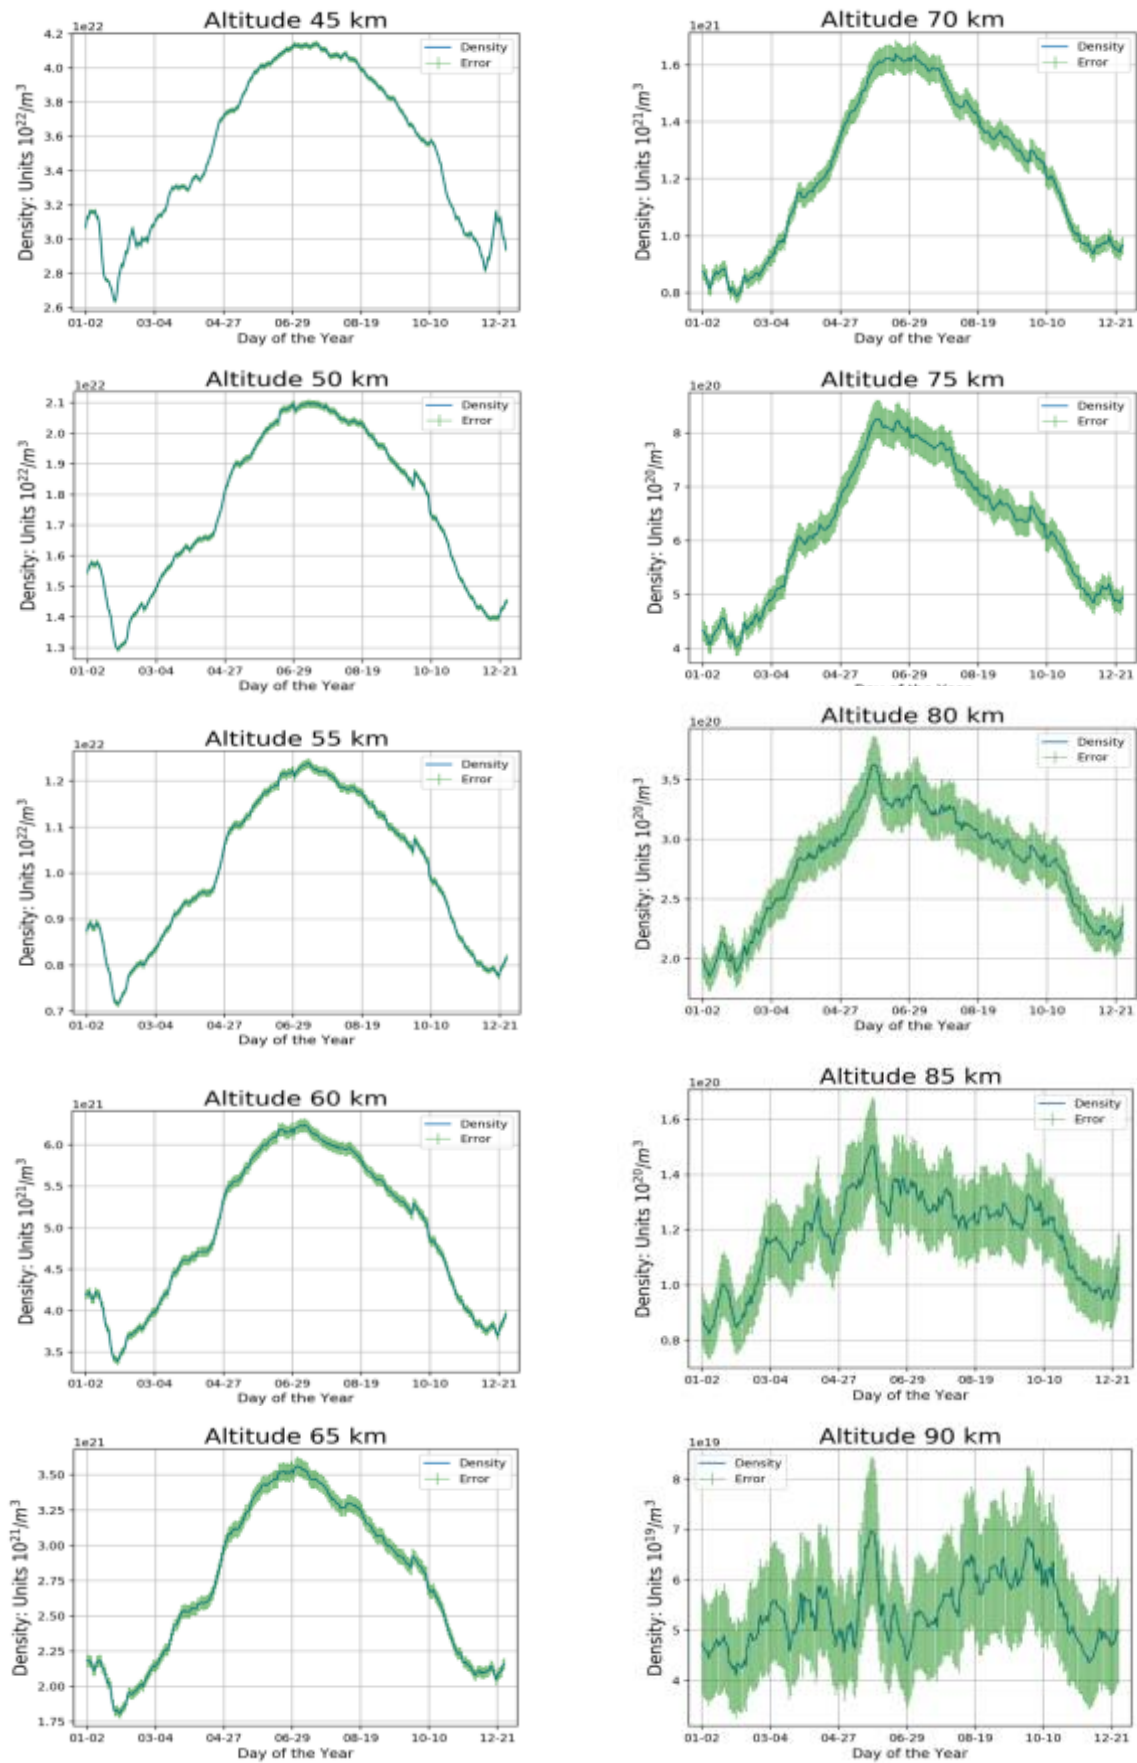 Altitude 45 km
1e22
Density: Units 10²²/m³
4.2
4.0
3.8
3.6
3.4
3.2
3.0
2.8
2.6
Density
Error
01-02 03-04 04-27 06-29 08-19 10-10 12-21
Day of the Year
Altitude 50 km
1e22
Density: Units 10²²/m³
2.1
2.0
1.9
1.8
1.7
1.6
1.5
1.4
1.3
Density
Error
01-02 03-04 04-27 06-29 08-19 10-10 12-21
Day of the Year
Altitude 55 km
1e22
Density: Units 10²²/m³
1.2
1.1
1.0
0.9
0.8
0.7
Density
Error
01-02 03-04 04-27 06-29 08-19 10-10 12-21
Day of the Year
Altitude 60 km
1e21
Density: Units 10²¹/m³
6.0
5.5
5.0
4.5
4.0
3.5
Density
Error
01-02 03-04 04-27 06-29 08-19 10-10 12-21
Day of the Year
Altitude 65 km
1e21
Density: Units 10²¹/m³
3.50
3.25
3.00
2.75
2.50
2.25
2.00
1.75
Density
Error
01-02 03-04 04-27 06-29 08-19 10-10 12-21
Day of the Year
Altitude 70 km
1e21
Density: Units 10²¹/m³
1.6
1.4
1.2
1.0
0.8
Density
Error
01-02 03-04 04-27 06-29 08-19 10-10 12-21
Day of the Year
Altitude 75 km
1e20
Density: Units 10²⁰/m³
8
7
6
5
4
Density
Error
01-02 03-04 04-27 06-29 08-19 10-10 12-21
Altitude 80 km
1e20
Density: Units 10²⁰/m³
3.5
3.0
2.5
2.0
Density
Error
01-02 03-04 04-27 06-29 08-19 10-10 12-21
Day of the Year
Altitude 85 km
1e20
Density: Units 10²⁰/m³
1.6
1.4
1.2
1.0
0.8
Density
Error
01-02 03-04 04-27 06-29 08-19 10-10 12-21
Day of the Year
Altitude 90 km
1e19
Density: Units 10¹⁹/m³
8
7
6
5
4
Density
Error
01-02 03-04 04-27 06-29 08-19 10-10 12-21
Day of the Year